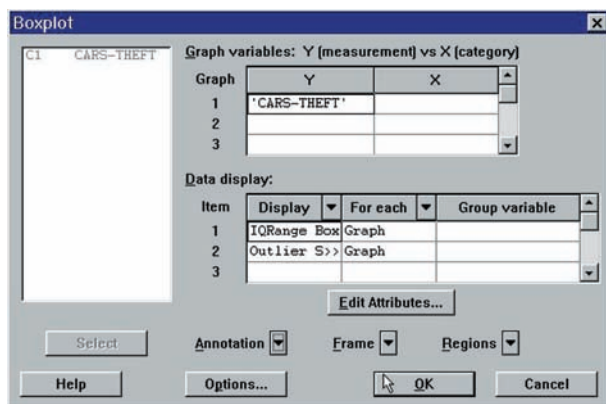 Boxplot
C1 CARS-THEFT
Graph variables: Y (measurement) vs X (category)
Graph Y X
1 'CARS-THEFT'
2
3
Data display:
Item Display For each Group variable
1 IQRange Box Graph
2 Outlier S>> Graph
3
Edit Attributes...
Select Annotation Frame Regions
Help Options... OK Cancel